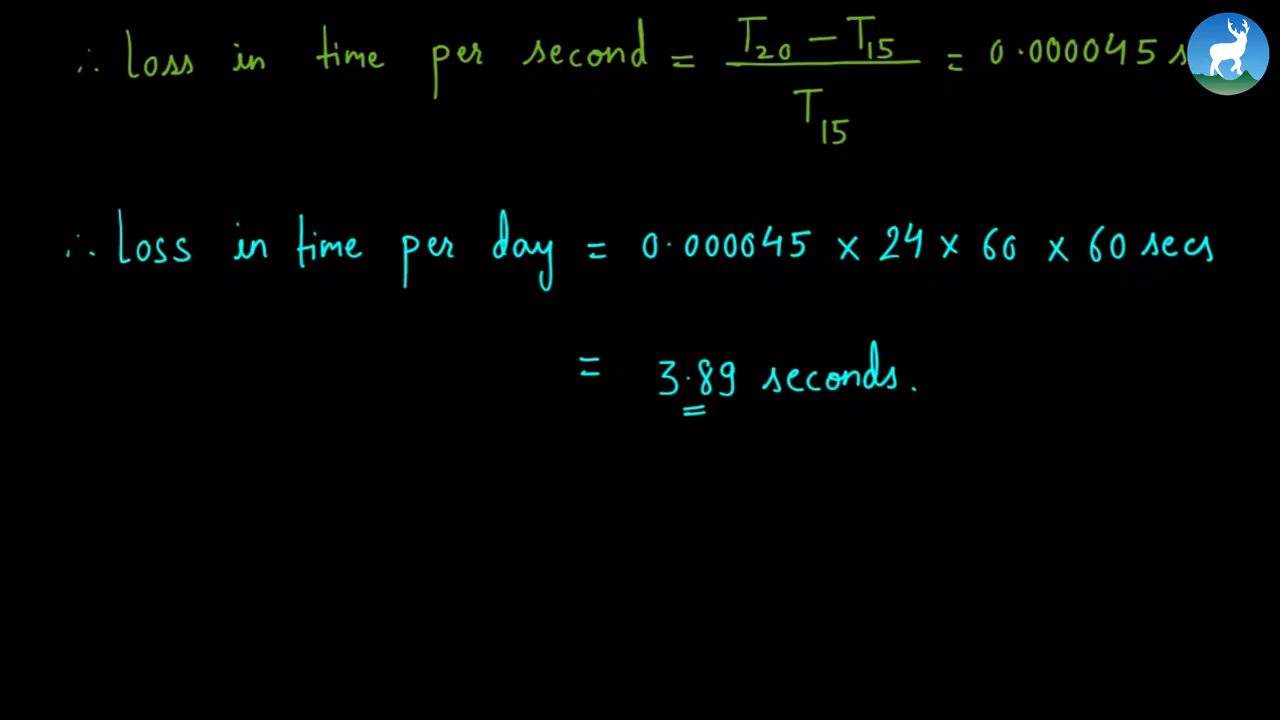 ∴ Loss in time per second = T₂₀ − T₁₅ / T₁₅ = 0.000045 s
∴ Loss in time per day = 0.000045 × 24 × 60 × 60 secs
= 3.89 seconds.